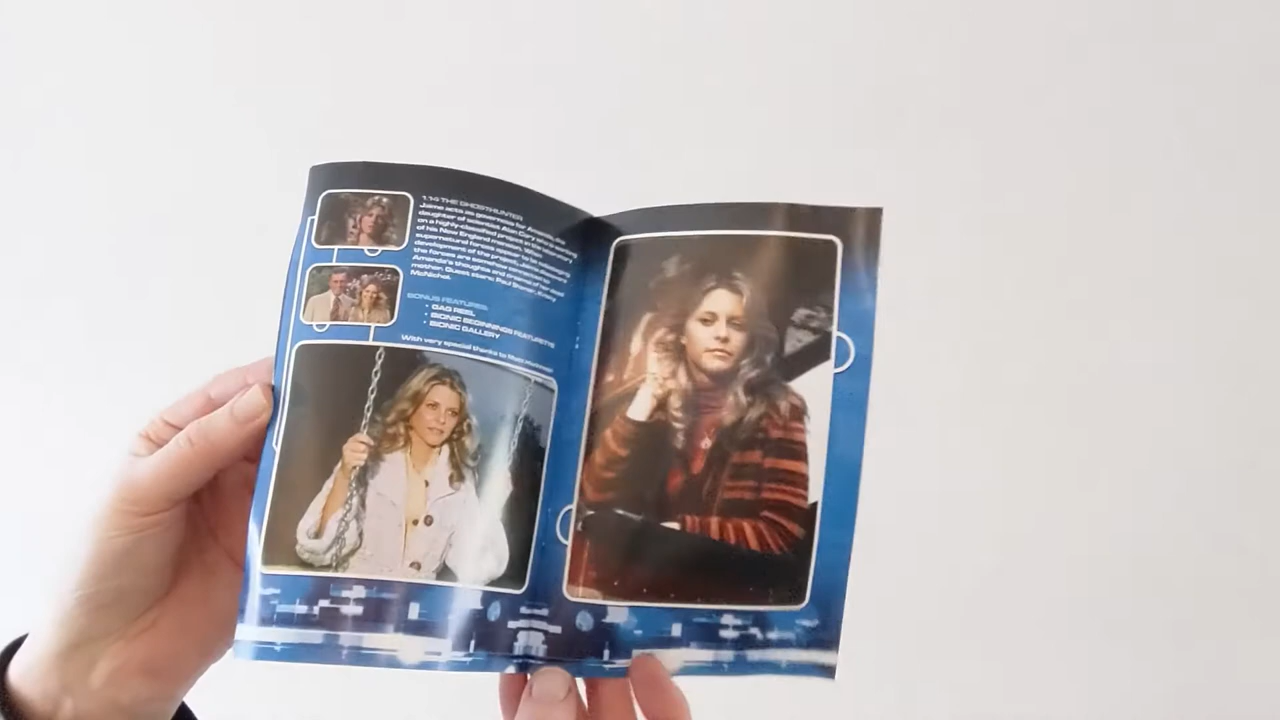 1.14 THE GHOSTHUNTER
Jaime acts as governess for Amanda, the
daughter of scientist Alan Cory who is working
on a highly-classified project in the laboratory
of his New England mansion. When
supernatural forces appear to be
development of the project, Jaime discovers
the forces are somehow connected to
Amanda's thoughts and dreams of her dead
mother. Guest stars: Paul Shenar, Kristy
McNichol.
BONUS FEATURES:
• GAG REEL
• BIONIC BEGINNINGS FEATURETTE
• BIONIC GALLERY
With very special thanks to